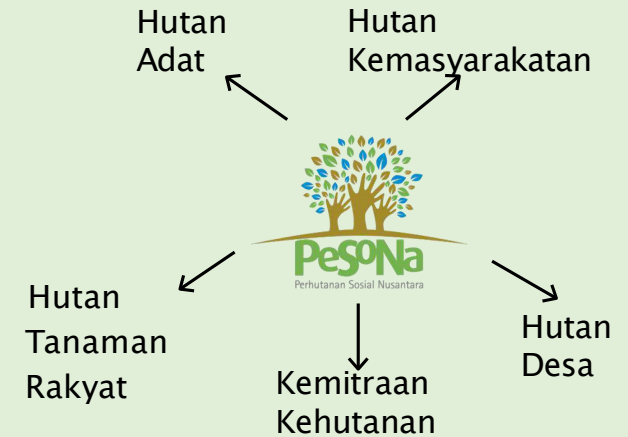 Hutan
Adat
Hutan
Kemasyarakatan
PeSoNa
Perhutanan Sosial Nusantara
Hutan
Tanaman
Rakyat
Kemitraan
Kehutanan
Hutan
Desa